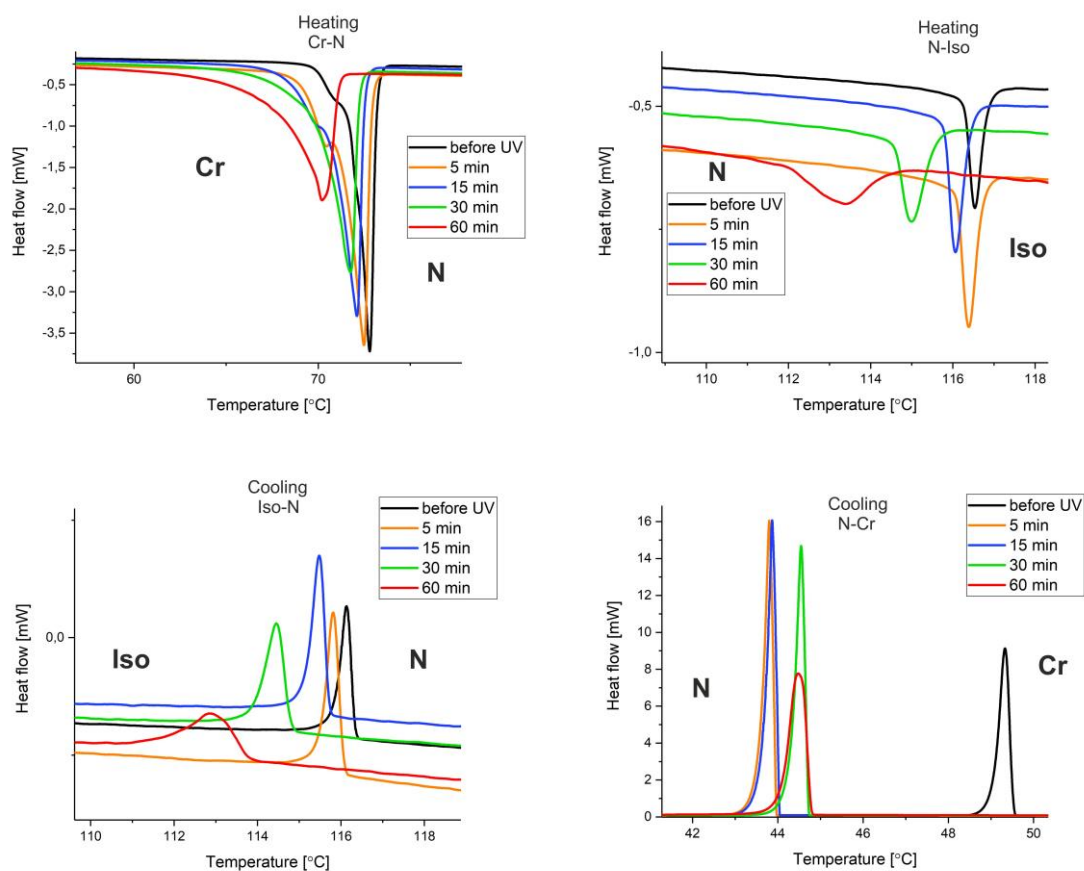 Heating
Cr-N
-0,5
-1,0
-1,5
-2,0
-2,5
-3,0
-3,5
Heat flow [mW]
Cr
N
before UV
5 min
15 min
30 min
60 min
60
70
Temperature [°C]
Heating
N-Iso
-0,5
-1,0
Heat flow [mW]
N
Iso
before UV
5 min
15 min
30 min
60 min
110
112
114
116
118
Temperature [°C]
Cooling
Iso-N
0,0
Heat flow [mW]
Iso
N
before UV
5 min
15 min
30 min
60 min
110
112
114
116
118
Temperature [°C]
Cooling
N-Cr
16
14
12
10
8
6
4
2
0
Heat flow [mW]
N
Cr
before UV
5 min
15 min
30 min
60 min
42
44
46
48
50
Temperature [°C]